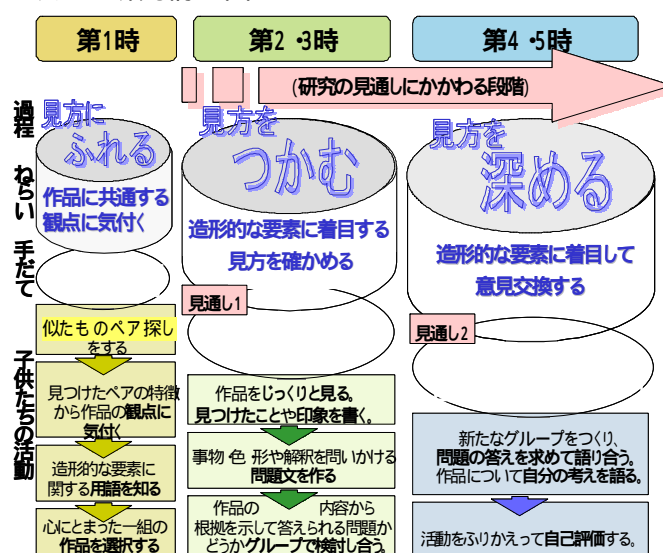 第1時
第2・3時
第4・5時
(研究の見通しにかかわる段階)
過程
ねらい
手だて
子供たちの活動
見方に
ふれる
作品に共通する
観点に気付く
似たものペア探し
をする
見つけたペアの特徴
から作品の観点に
気付く
造形的な要素に
関する用語を知る
心にとまった一組の
作品を選択する
見方を
つかむ
造形的な要素に着目する
見方を確かめる
見通し1
作品をじっくりと見る。
見つけたことや印象を書く。
事物 色 形や解釈を問いかける
問題文を作る
作品の 内容から
根拠を示して答えられる問題か
どうかグループで検討し合う。
見方を
深める
造形的な要素に着目して
意見交換する
見通し2
新たなグループをつくり、
問題の答えを求めて語り合う。
作品について自分の考えを語る。
活動をふりかえって自己評価する。